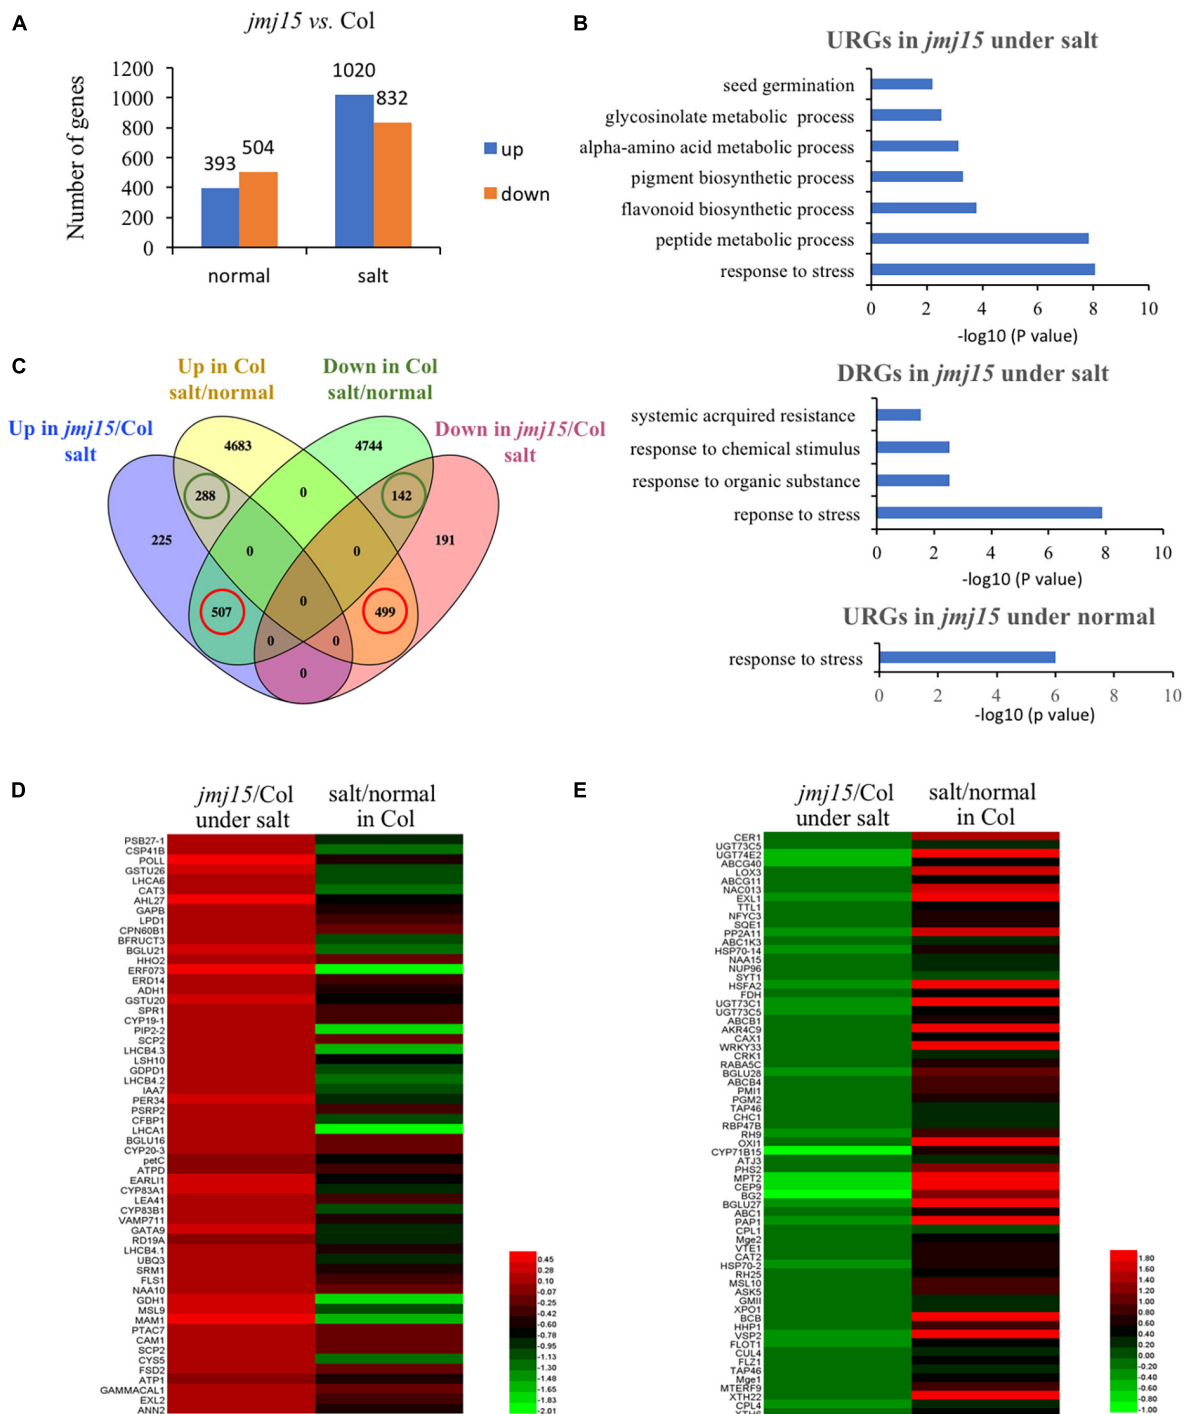 A
jmj15 vs. Col
Number of genes
1200
1000
800
600
400
200
0
393
504
1020
832
normal
salt
up
down
B
URGs in jmj15 under salt
seed germination
glycosinolate metabolic process
alpha-amino acid metabolic process
pigment biosynthetic process
flavonoid biosynthetic process
peptide metabolic process
response to stress
0 2 4 6 8 10
-log10 (P value)
DRGs in jmj15 under salt
systemic acrquired resistance
response to chemical stimulus
response to organic substance
reponse to stress
0 2 4 6 8 10
-log10 (P value)
URGs in jmj15 under normal
response to stress
0 2 4 6 8 10
-log10 (p value)
C
Up in Col
salt/normal
Down in Col
salt/normal
Up in jmj15/Col
salt
Down in jmj15/Col
salt
4683
4744
288
0
142
225
0
0
191
507
0
499
0
0
0
D
jmj15/Col
under salt
salt/normal
in Col
PSB27-1
CSP41B
POLL
GSTU26
LHCA6
CAT3
AHL27
GAPB
LPD1
CPN60B1
BFRUCT3
BGLU21
HHO2
ERF073
ERD14
ADH1
GSTU20
SPR1
CYP19-1
PIP2-2
SCP2
LHCB4.3
LSH10
GDPD1
LHCB4.2
IAA7
PER34
PSRP2
CFBP1
LHCA1
BGLU16
CYP20-3
petC
ATPD
EARLI1
CYP83A1
LEA41
CYP83B1
VAMP711
GATA9
RD19A
LHCB4.1
UBQ3
SRM1
FLS1
NAA10
GDH1
MSL9
MAM1
PTAC7
CAM1
SCP2
CYS5
FSD2
ATP1
GAMMACAL1
EXL2
ANN2
0.45
0.28
0.10
-0.07
-0.25
-0.42
-0.60
-0.78
-0.95
-1.13
-1.30
-1.48
-1.65
-1.83
-2.01
E
jmj15/Col
under salt
salt/normal
in Col
CER1
UGT73C5
UGT74E2
ABCG40
LOX3
ABCG11
NAC013
EXL1
TTL1
NFYC3
SQE1
PP2A11
ABC1K3
HSP70-14
NAA15
NUP96
SYT1
HSFA2
FDH
UGT73C1
UGT73C5
ABCB1
AKR4C9
CAX1
WRKY33
CRK1
RABA5C
BGLU28
ABCB4
PMI1
PGM2
TAP46
CHC1
RBP47B
RH9
OXI1
CYP71B15
ATJ3
PHS2
MPT2
CEP9
BG2
BGLU27
ABC1
PAP1
CPL1
Mge2
VTE1
CAT2
HSP70-2
RH25
MSL10
ASK5
GMII
XPO1
BCB
HHP1
VSP2
FLOT1
CUL4
FLZ1
TAP46
Mge1
MTERF9
XTH22
CPL4
1.80
1.60
1.40
1.20
1.00
0.80
0.60
0.40
0.20
0.00
-0.20
-0.40
-0.60
-0.80
-1.00